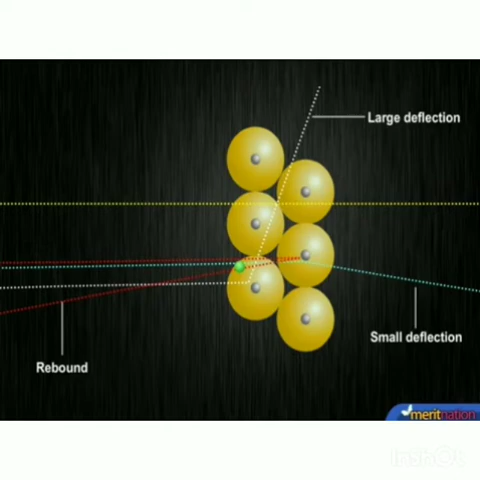 Large deflection
Small deflection
Rebound
meritnation